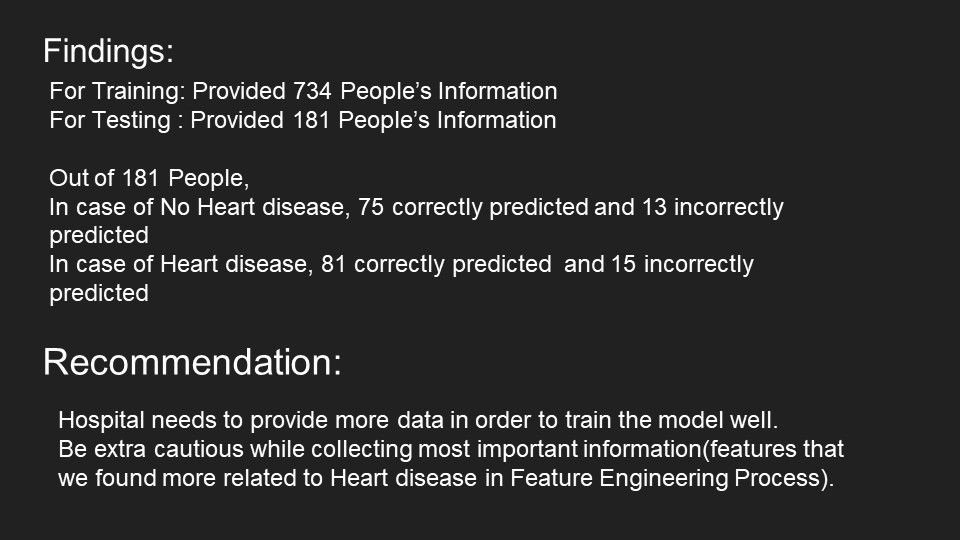 Findings:
For Training: Provided 734 People’s Information
For Testing : Provided 181 People’s Information
Out of 181 People,
In case of No Heart disease, 75 correctly predicted and 13 incorrectly
predicted
In case of Heart disease, 81 correctly predicted  and 15 incorrectly
predicted
Recommendation:
Hospital needs to provide more data in order to train the model well.
Be extra cautious while collecting most important information(features that
we found more related to Heart disease in Feature Engineering Process).